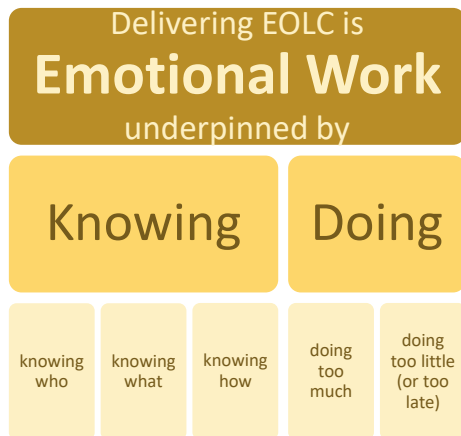 Delivering EOLC is
Emotional Work
underpinned by
Knowing
Doing
knowing
who
knowing
what
knowing
how
doing
too
much
doing
too little
(or too
late)